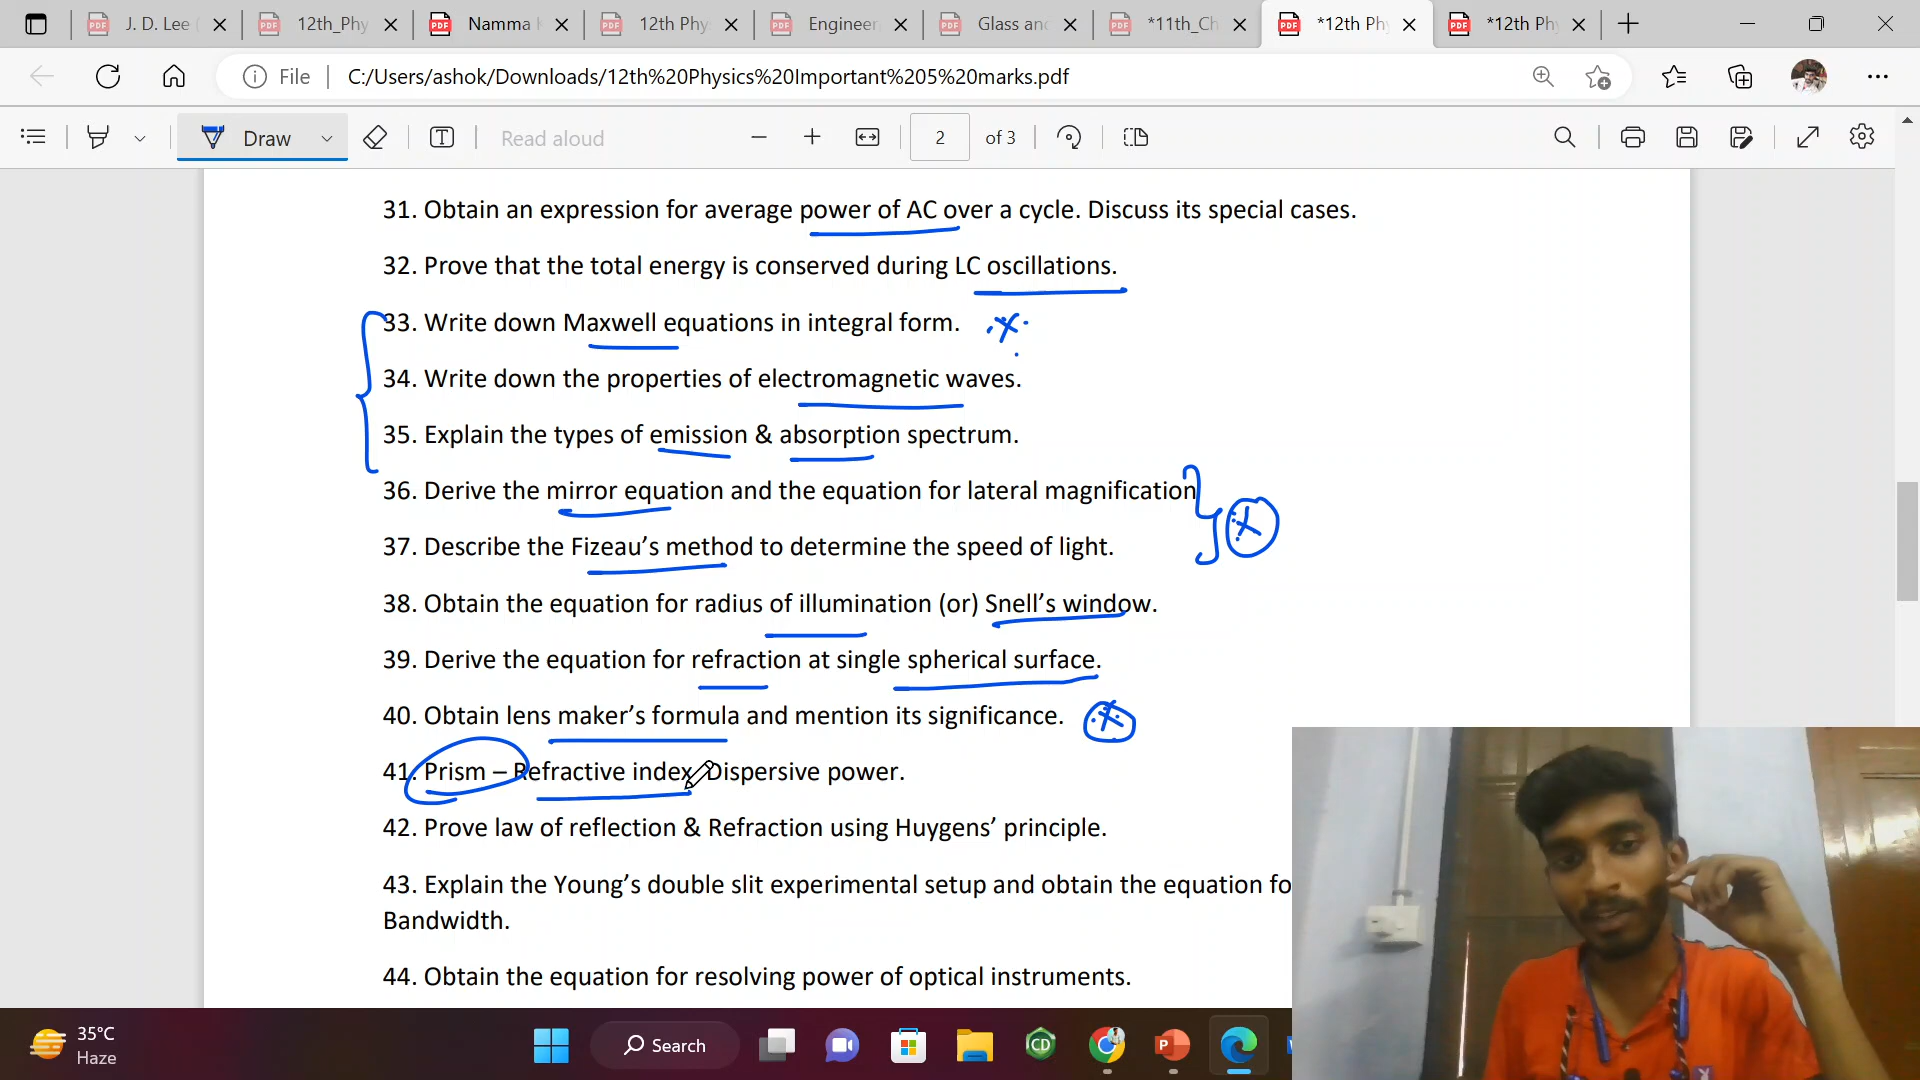 J. D. Lee
12th_Phy
Namma
12th Phy
Engineer
Glass and
*11th_Ch
*12th Ph
*12th Ph
File
C:/Users/ashok/Downloads/12th%20Physics%20Important%205%20marks.pdf
Draw
Read aloud
2 of 3
31. Obtain an expression for average power of AC over a cycle. Discuss its special cases.
32. Prove that the total energy is conserved during LC oscillations.
33. Write down Maxwell equations in integral form.
34. Write down the properties of electromagnetic waves.
35. Explain the types of emission & absorption spectrum.
36. Derive the mirror equation and the equation for lateral magnification
37. Describe the Fizeau’s method to determine the speed of light.
38. Obtain the equation for radius of illumination (or) Snell’s window.
39. Derive the equation for refraction at single spherical surface.
40. Obtain lens maker’s formula and mention its significance.
41. Prism – Refractive index Dispersive power.
42. Prove law of reflection & Refraction using Huygens’ principle.
43. Explain the Young’s double slit experimental setup and obtain the equation fo
Bandwidth.
44. Obtain the equation for resolving power of optical instruments.
35°C
Haze
Search